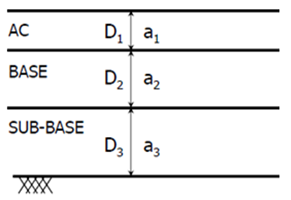 AC D₁ a₁
BASE D₂ a₂
SUB-BASE D₃ a₃